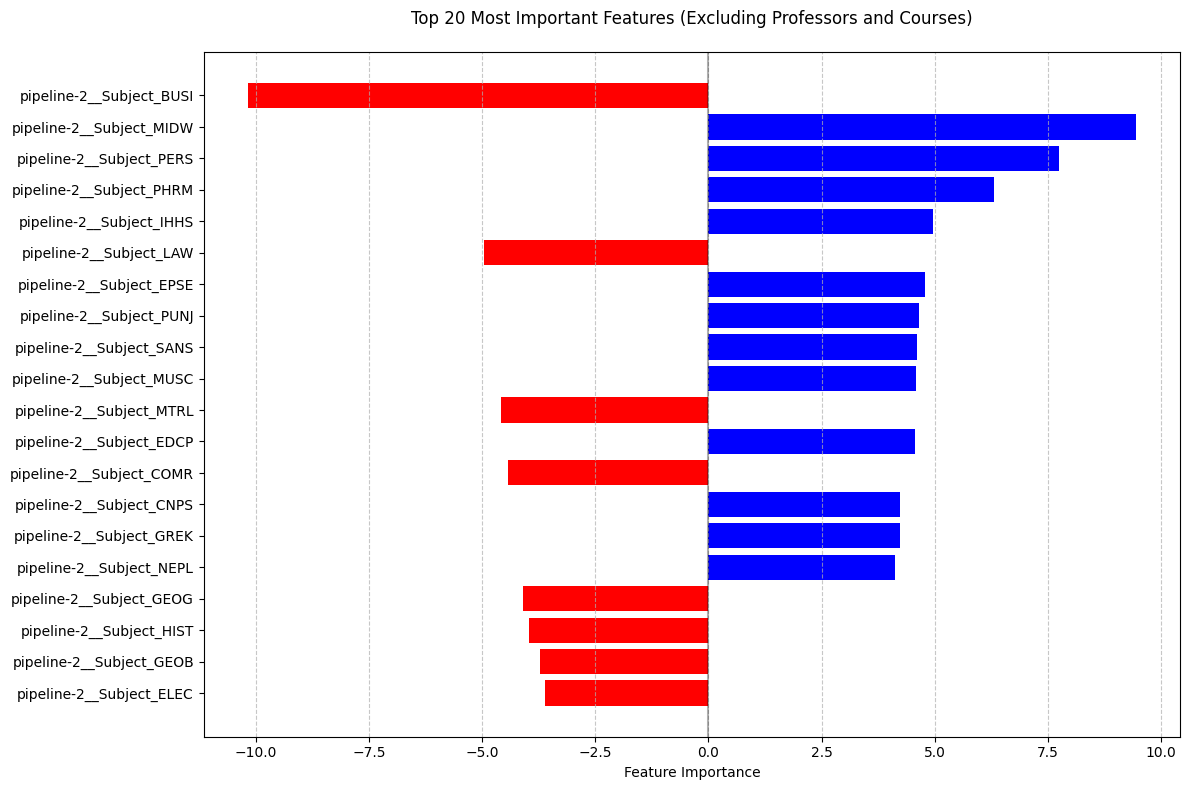 Top 20 Most Important Features (Excluding Professors and Courses)
pipeline-2__Subject_BUSI
pipeline-2__Subject_MIDW
pipeline-2__Subject_PERS
pipeline-2__Subject_PHRM
pipeline-2__Subject_IHHS
pipeline-2__Subject_LAW
pipeline-2__Subject_EPSE
pipeline-2__Subject_PUNJ
pipeline-2__Subject_SANS
pipeline-2__Subject_MUSC
pipeline-2__Subject_MTRL
pipeline-2__Subject_EDCP
pipeline-2__Subject_COMR
pipeline-2__Subject_CNPS
pipeline-2__Subject_GREK
pipeline-2__Subject_NEPL
pipeline-2__Subject_GEOG
pipeline-2__Subject_HIST
pipeline-2__Subject_GEOB
pipeline-2__Subject_ELEC
−10.0 −7.5 −5.0 −2.5 0.0 2.5 5.0 7.5 10.0
Feature Importance